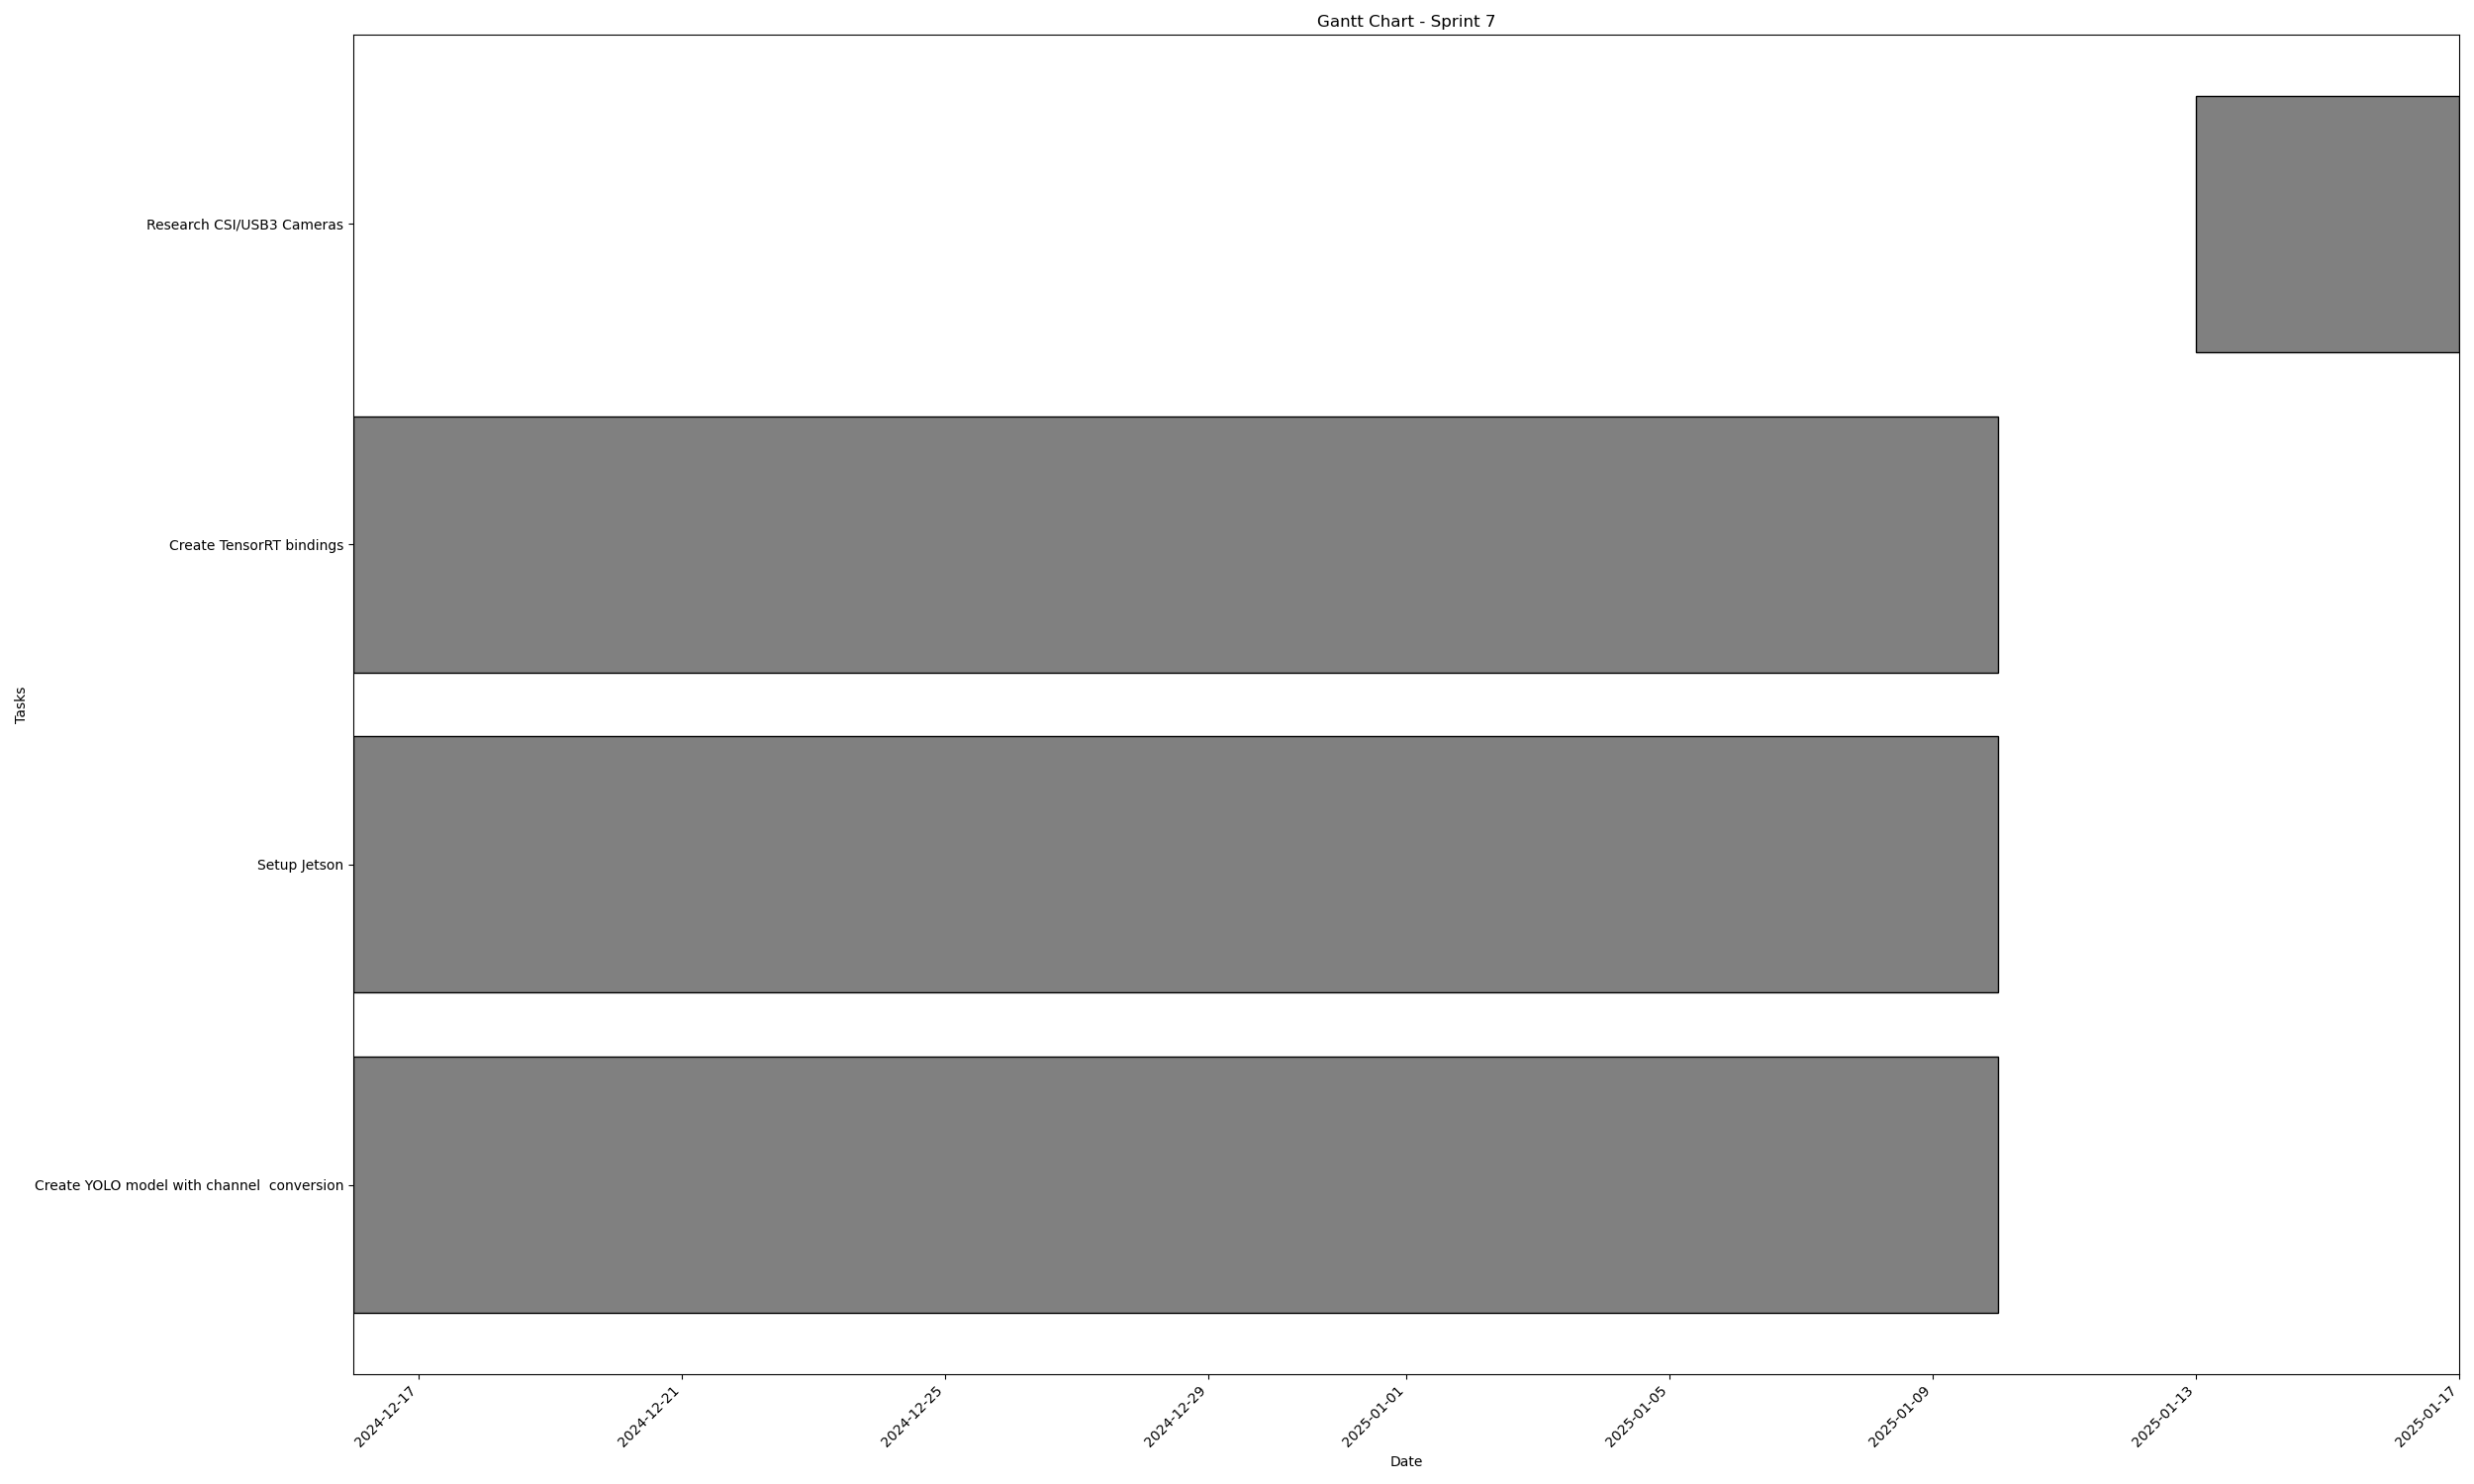 Gantt Chart - Sprint 7
Research CSI/USB3 Cameras
Create TensorRT bindings
Tasks
Setup Jetson
Create YOLO model with channel  conversion
2024-12-17
2024-12-21
2024-12-25
2024-12-29
2025-01-01
2025-01-05
2025-01-09
2025-01-13
2025-01-17
Date